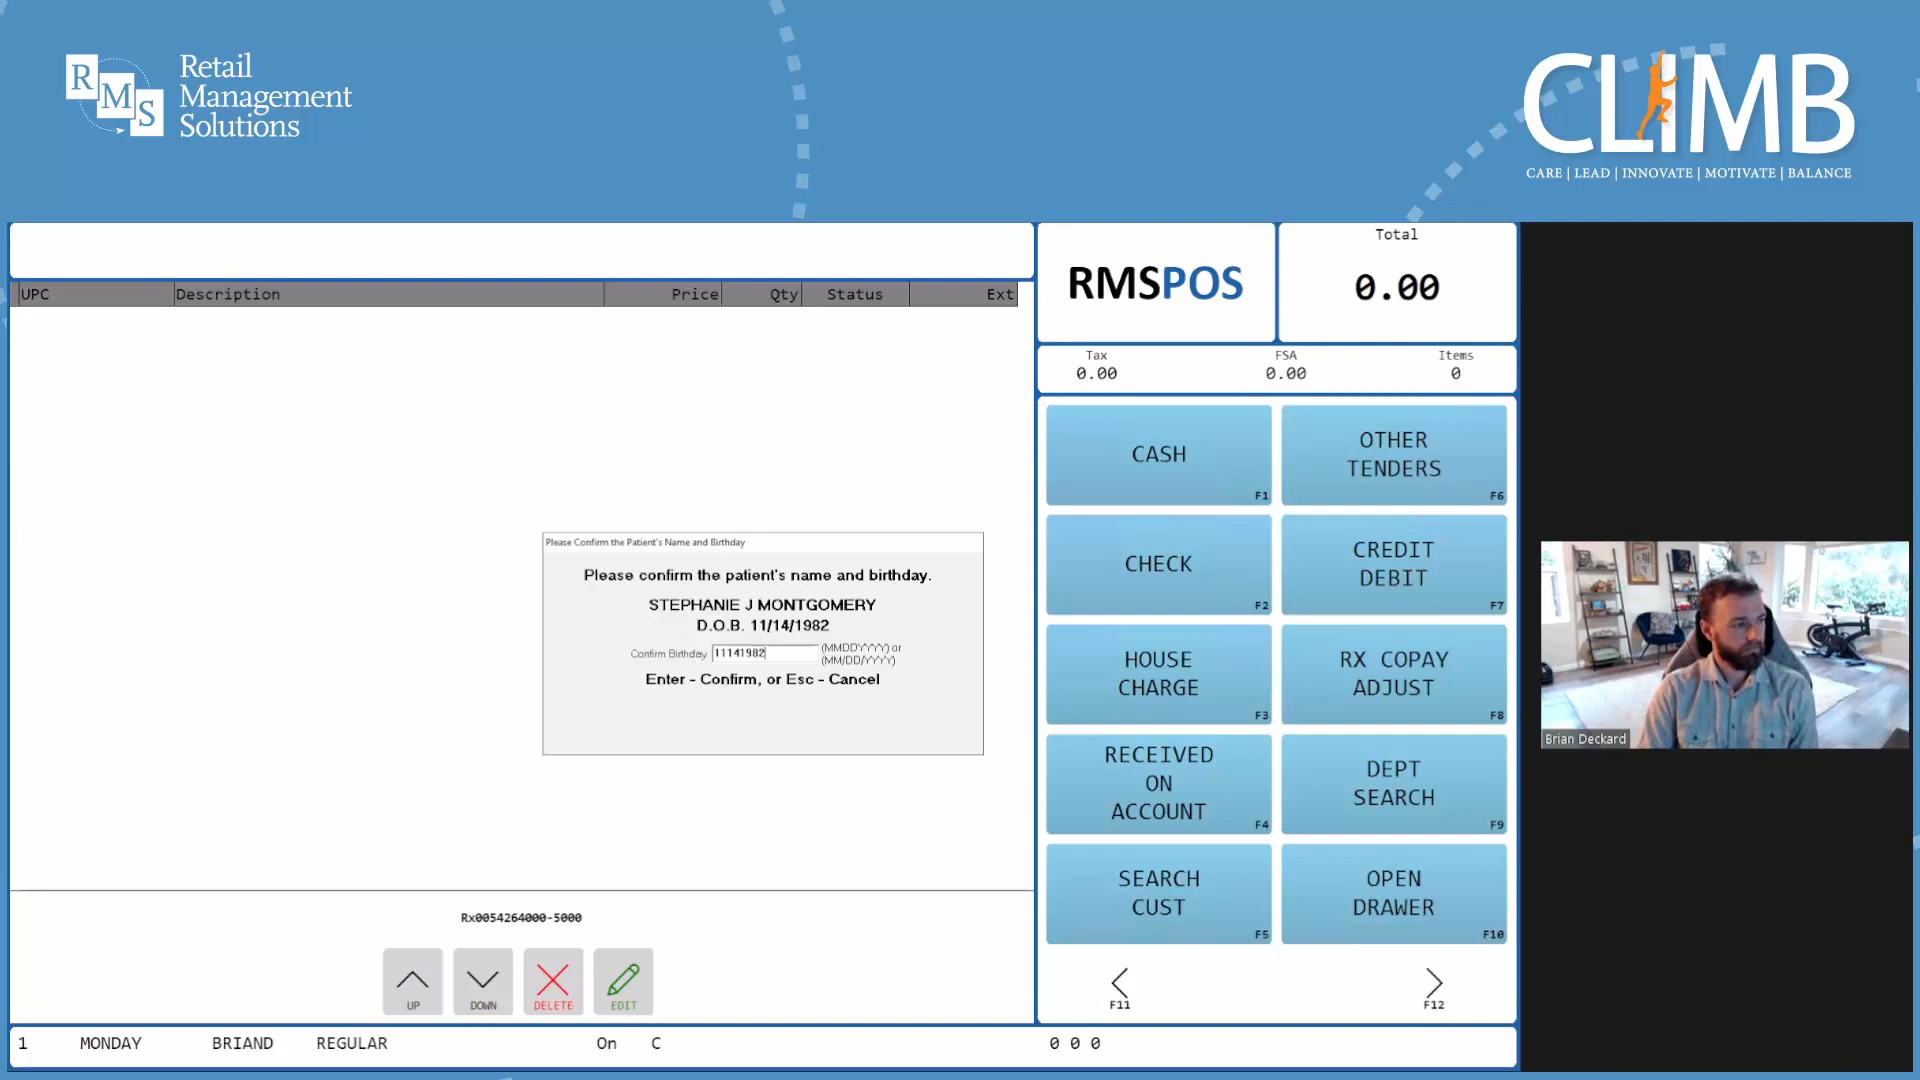 RMS
Retail
Management
Solutions
CLIMB
CARE | LEAD | INNOVATE | MOTIVATE | BALANCE
UPC Description Price Qty Status Ext
RMSPOS
Total
0.00
Tax FSA Items
0.00 0.00 0
CASH
F1
OTHER
TENDERS
F6
CHECK
F2
CREDIT
DEBIT
F7
HOUSE
CHARGE
F3
RX COPAY
ADJUST
F8
RECEIVED
ON
ACCOUNT
F4
DEPT
SEARCH
F9
SEARCH
CUST
F5
OPEN
DRAWER
F10
F11
F12
Please Confirm the Patient's Name and Birthday
Please confirm the patient's name and birthday.
STEPHANIE J MONTGOMERY
D.O.B. 11/14/1982
Confirm Birthday 11141982 (MMDDYYYY) or
(MM/DD/YYYY)
Enter - Confirm, or Esc - Cancel
Rx0054264000-5000
UP DOWN DELETE EDIT
1 MONDAY BRIAND REGULAR On C 0 0 0
Brian Deckard